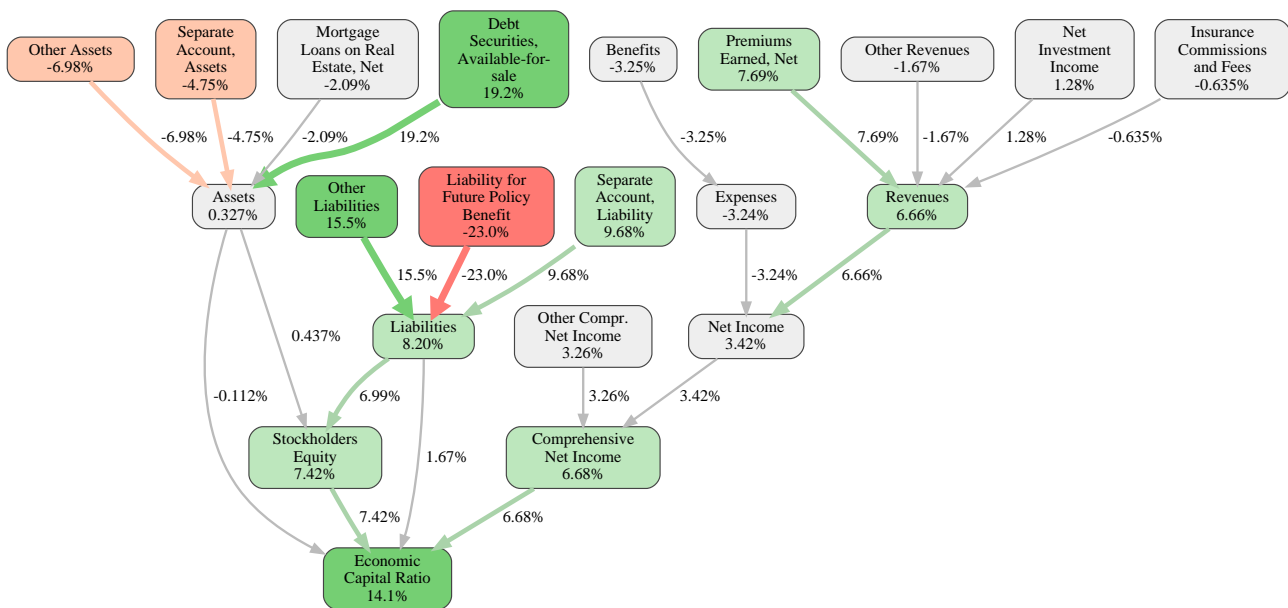 Other Assets
-6.98%
Separate
Account,
Assets
-4.75%
Mortgage
Loans on Real
Estate, Net
-2.09%
Debt
Securities,
Available-for-
sale
19.2%
Benefits
-3.25%
Premiums
Earned, Net
7.69%
Other Revenues
-1.67%
Net
Investment
Income
1.28%
Insurance
Commissions
and Fees
-0.635%
-6.98%
-4.75%
-2.09%
19.2%
-3.25%
7.69%
-1.67%
1.28%
-0.635%
Assets
0.327%
Other
Liabilities
15.5%
Liability for
Future Policy
Benefit
-23.0%
Separate
Account,
Liability
9.68%
Expenses
-3.24%
Revenues
6.66%
15.5%
-23.0%
9.68%
-3.24%
6.66%
Liabilities
8.20%
Other Compr.
Net Income
3.26%
Net Income
3.42%
0.437%
-0.112%
6.99%
3.26%
3.42%
Stockholders
Equity
7.42%
1.67%
Comprehensive
Net Income
6.68%
7.42%
6.68%
Economic
Capital Ratio
14.1%